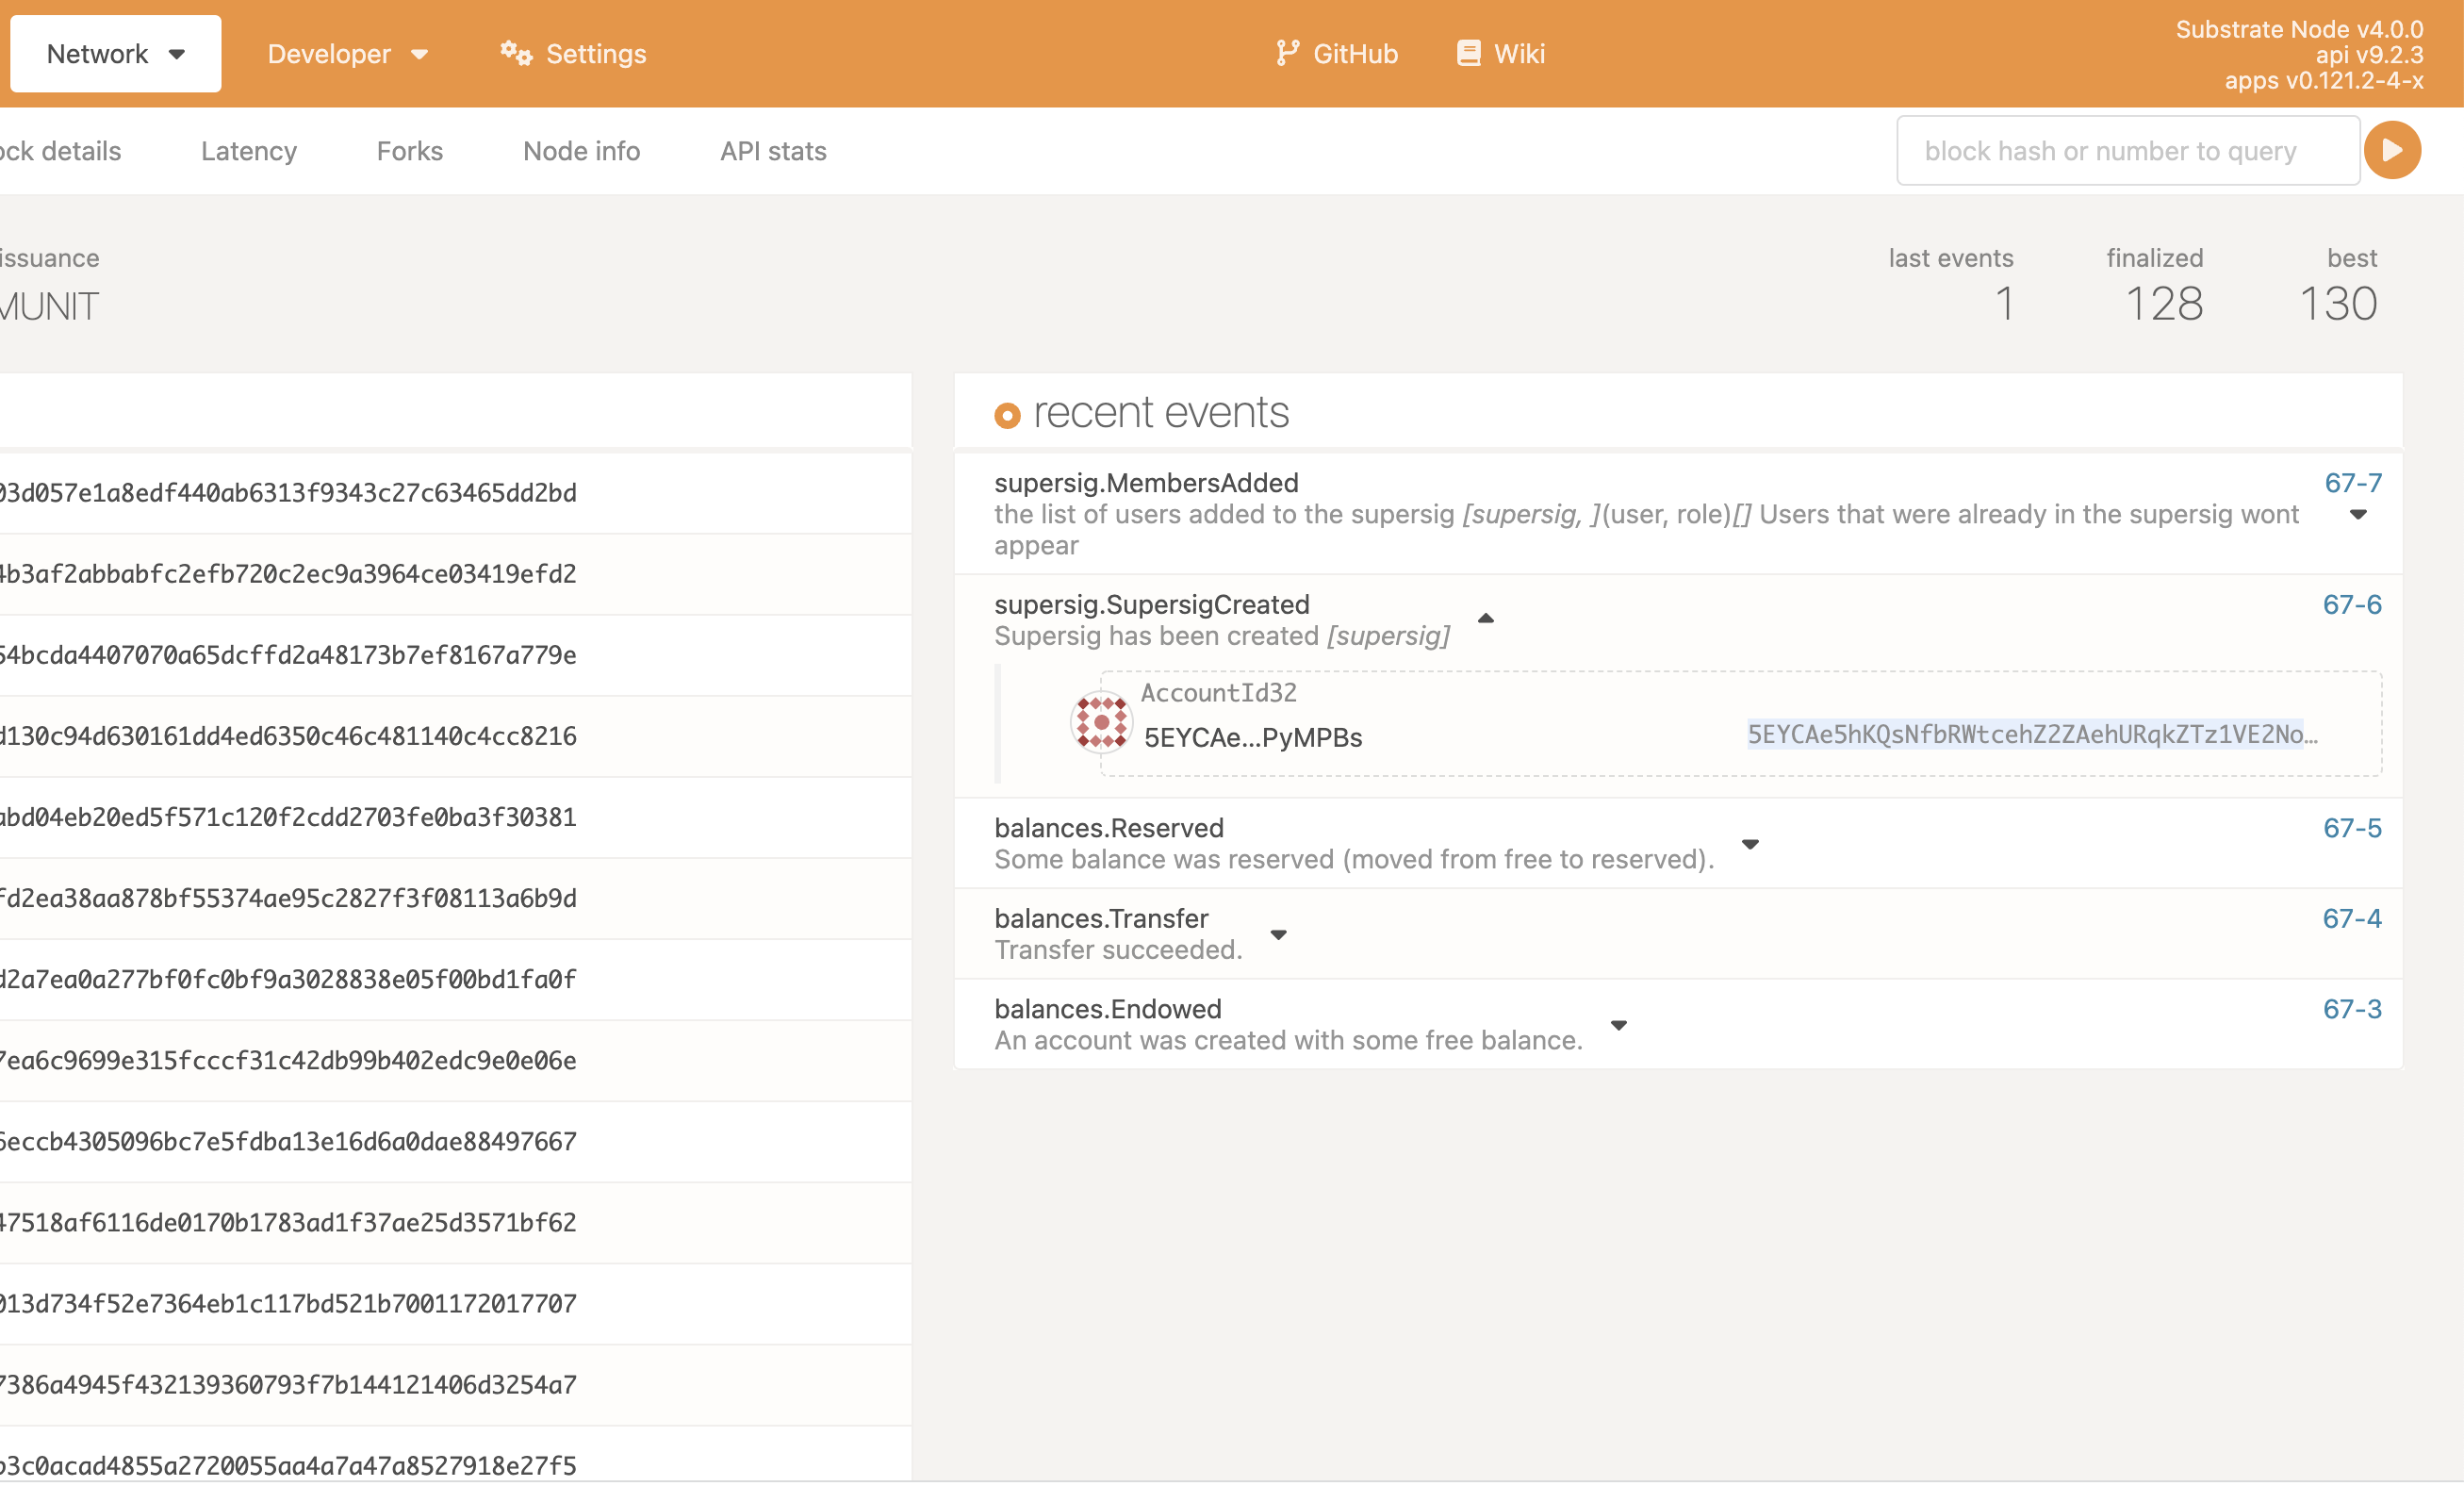 Network
Developer
Settings
GitHub
Wiki
Substrate Node v4.0.0
api v9.2.3
apps v0.121.2-4-x
ock details
Latency
Forks
Node info
API stats
block hash or number to query
issuance
MUNIT
last events
1
finalized
128
best
130
03d057e1a8edf440ab6313f9343c27c63465dd2bd
4b3af2abbabfc2efb720c2ec9a3964ce03419efd2
54bcda4407070a65dcffd2a48173b7ef8167a779e
d130c94d630161dd4ed6350c46c481140c4cc8216
abd04eb20ed5f571c120f2cdd2703fe0ba3f30381
fd2ea38aa878bf55374ae95c2827f3f08113a6b9d
d2a7ea0a277bf0fc0bf9a3028838e05f00bd1fa0f
7ea6c9699e315fcccf31c42db99b402edc9e0e06e
6eccb4305096bc7e5fdba13e16d6a0dae88497667
47518af6116de0170b1783ad1f37ae25d3571bf62
013d734f52e7364eb1c117bd521b7001172017707
7386a4945f432139360793f7b144121406d3254a7
b3c0acad4855a2720055aa4a7a47a8527918e27f5
recent events
supersig.MembersAdded
67-7
the list of users added to the supersig [supersig, ](user, role)[] Users that were already in the supersig wont
appear
supersig.SupersigCreated
67-6
Supersig has been created [supersig]
AccountId32
5EYCAe...PyMPBs
5EYCAe5hKQsNfbRWtcehZ2ZAehURqkZTz1VE2No…
balances.Reserved
67-5
Some balance was reserved (moved from free to reserved).
balances.Transfer
67-4
Transfer succeeded.
balances.Endowed
67-3
An account was created with some free balance.